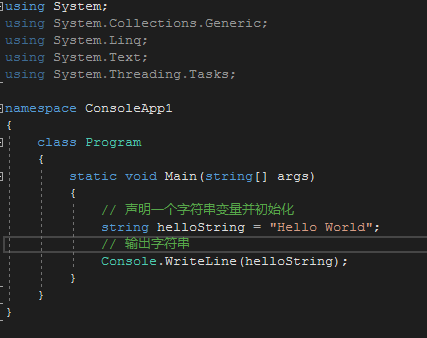 using System;
using System.Collections.Generic;
using System.Linq;
using System.Text;
using System.Threading.Tasks;
namespace ConsoleApp1
{
class Program
{
static void Main(string[] args)
{
// 声明一个字符串变量并初始化
string helloString = "Hello World";
// 输出字符串
Console.WriteLine(helloString);
}
}
}